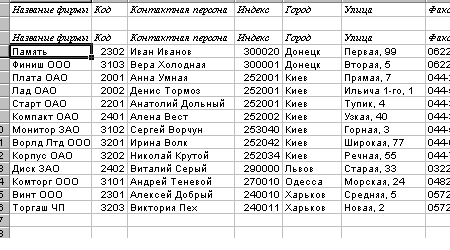 Название фирмы Код Контактная персона Индекс Город Улица Факс
Название фирмы Код Контактная персона Индекс Город Улица Факс
Память 2302 Иван Иванов 300020 Донецк Первая, 99 0622
Финиш ООО 3103 Вера Холодная 300001 Донецк Вторая, 5 0622
Плата ОАО 2001 Анна Умная 252001 Киев Прямая, 7 044-
Лад ОАО 2002 Денис Тормоз 252001 Киев Ильича 1-го, 1 044-
Старт ОАО 2201 Анатолий Дольный 252001 Киев Тупик, 4 044-
Компакт ОАО 2401 Алена Вест 252002 Киев Узкая, 40 044-
Монитор ЗАО 3102 Сергей Ворчун 253040 Киев Горная, 3 044-
Ворлд Лтд ООО 3201 Ирина Волк 252042 Киев Широкая, 77 044-
Корпус ОАО 3202 Николай Крутой 252034 Киев Речная, 55 044-
Диск ЗАО 2402 Виталий Серый 290000 Львов Старая, 33 0322
Комторг ООО 3101 Андрей Теневой 270010 Одесса Морская, 24 0482
Винт ООО 2301 Алексей Добрый 240010 Харьков Средняя, 5 0572
Торгаш ЧП 3203 Виктория Пех 240011 Харьков Новая, 2 0572